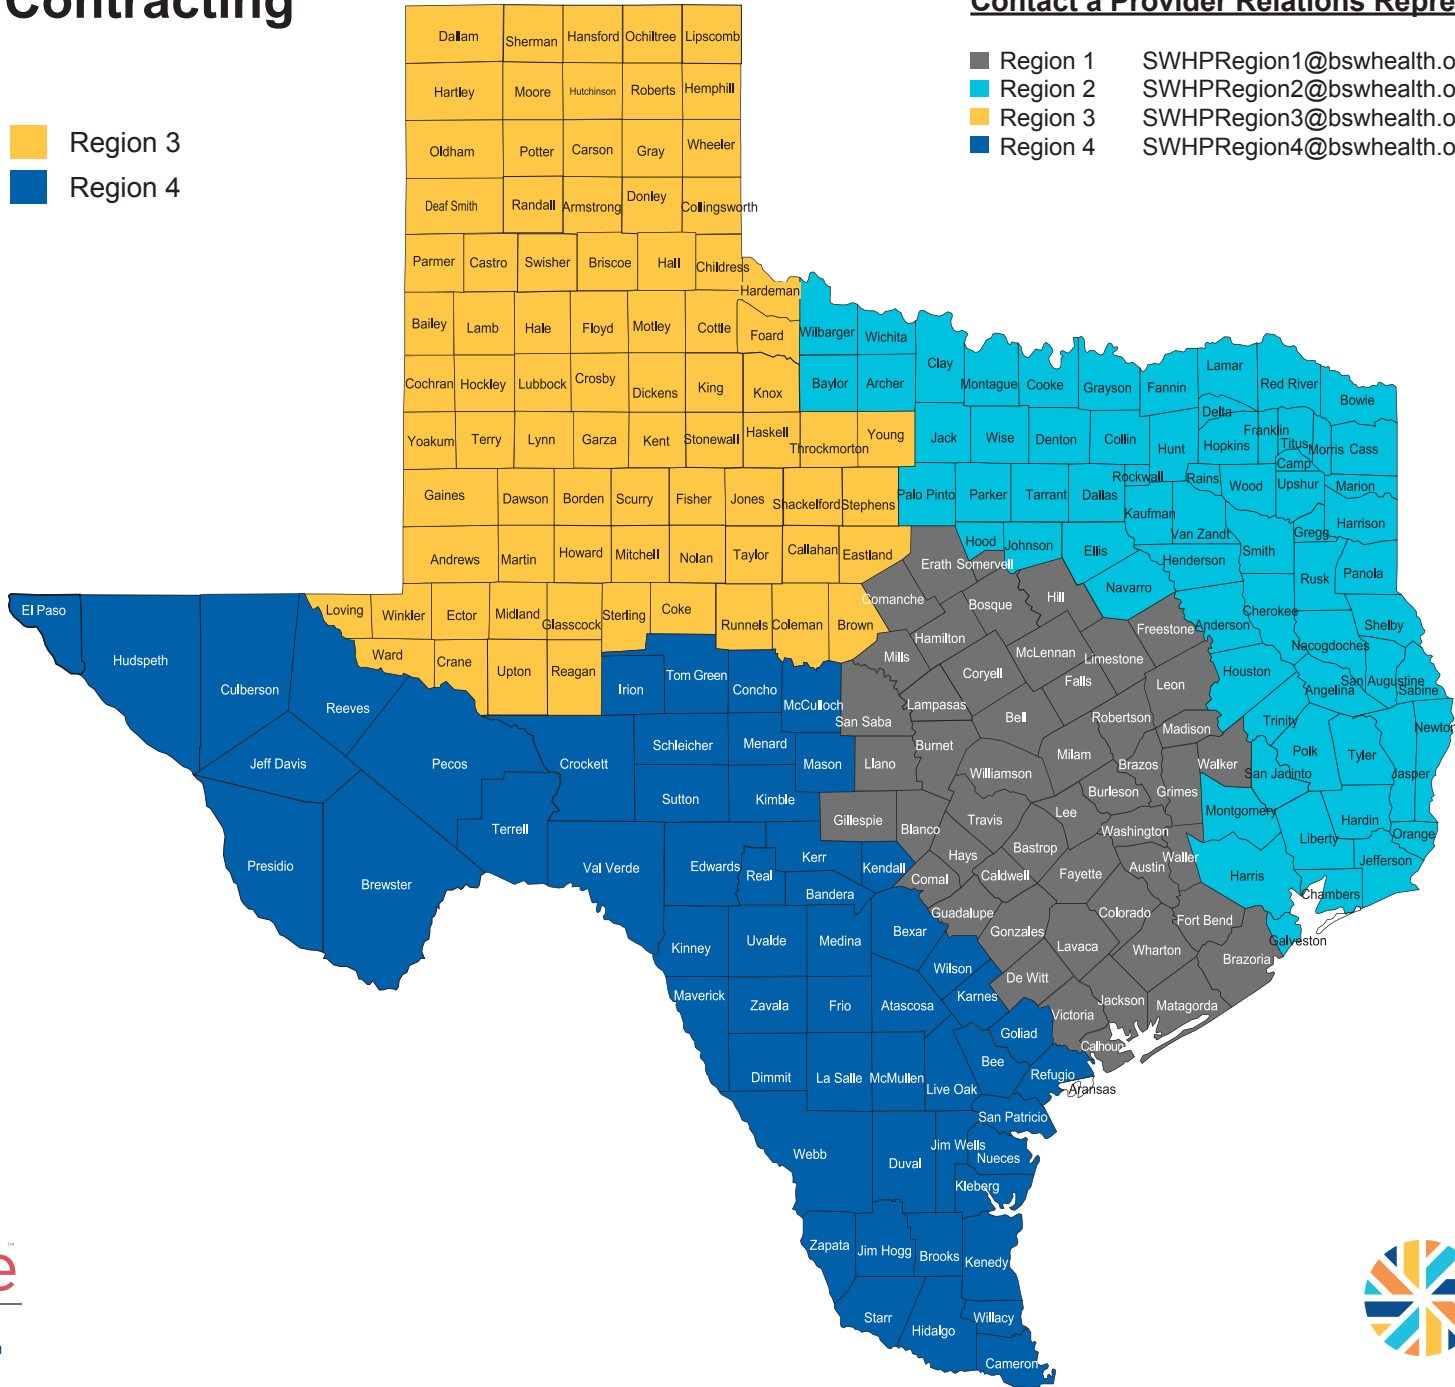 Contracting
Contact a Provider Relations Repre
Region 1 SWHPRegion1@bswhealth.o
Region 2 SWHPRegion2@bswhealth.o
Region 3 SWHPRegion3@bswhealth.o
Region 4 SWHPRegion4@bswhealth.o
Region 3
Region 4
Dallam Sherman Hansford Ochiltree Lipscomb
Hartley Moore Hutchinson Roberts Hemphill
Oldham Potter Carson Gray Wheeler
Deaf Smith Randall Armstrong Donley Collingsworth
Parmer Castro Swisher Briscoe Hall Childress
Hardeman
Bailey Lamb Hale Floyd Motley Cottle Foard Wilbarger Wichita
Clay Lamar
Cochran Hockley Lubbock Crosby Dickens King Knox Baylor Archer Montague Cooke Grayson Fannin Red River Bowie
Delta
Yoakum Terry Lynn Garza Kent Stonewall Haskell Throckmorton Young Jack Wise Denton Collin Hunt Hopkins Franklin Titus Morris Cass
Camp
Gaines Dawson Borden Scurry Fisher Jones Shackelford Stephens Palo Pinto Parker Tarrant Dallas Rockwall Rains Wood Upshur Marion
Kaufman Van Zandt Gregg Harrison
Andrews Martin Howard Mitchell Nolan Taylor Callahan Eastland Erath Somervell Hood Johnson Ellis Henderson Smith Rusk Panola
El Paso Loving Winkler Ector Midland Glasscock Sterling Coke Runnels Coleman Brown Comanche Bosque Hill Navarro Anderson Cherokee Shelby
Hudspeth Ward Crane Upton Reagan Mills Hamilton McLennan Limestone Freestone Nacogdoches
Culberson Reeves Irion Tom Green Concho McCulloch San Saba Lampasas Coryell Bell Falls Leon Houston Angelina San Augustine Sabine
Robertson Madison Trinity Newton
Jeff Davis Pecos Crockett Schleicher Menard Mason Llano Burnet Williamson Milam Brazos Walker San Jacinto Polk Tyler Jasper
Sutton Kimble Burleson Grimes
Terrell Gillespie Blanco Travis Lee Washington Montgomery Liberty Hardin Orange
Presidio Brewster Val Verde Edwards Real Kerr Kendall Hays Bastrop Fayette Austin Waller Harris Jefferson
Bandera Comal Caldwell Chambers
Guadalupe Colorado Fort Bend
Kinney Uvalde Medina Bexar Gonzales Lavaca Wharton Brazoria Galveston
Wilson De Witt
Maverick Zavala Frio Atascosa Karnes Victoria Jackson Matagorda
Goliad Calhoun
Dimmit La Salle McMullen Live Oak Bee Refugio Aransas
San Patricio
Webb Duval Jim Wells Nueces
Kleberg
Zapata Jim Hogg Brooks Kenedy
Starr Hidalgo Willacy
Cameron
e™